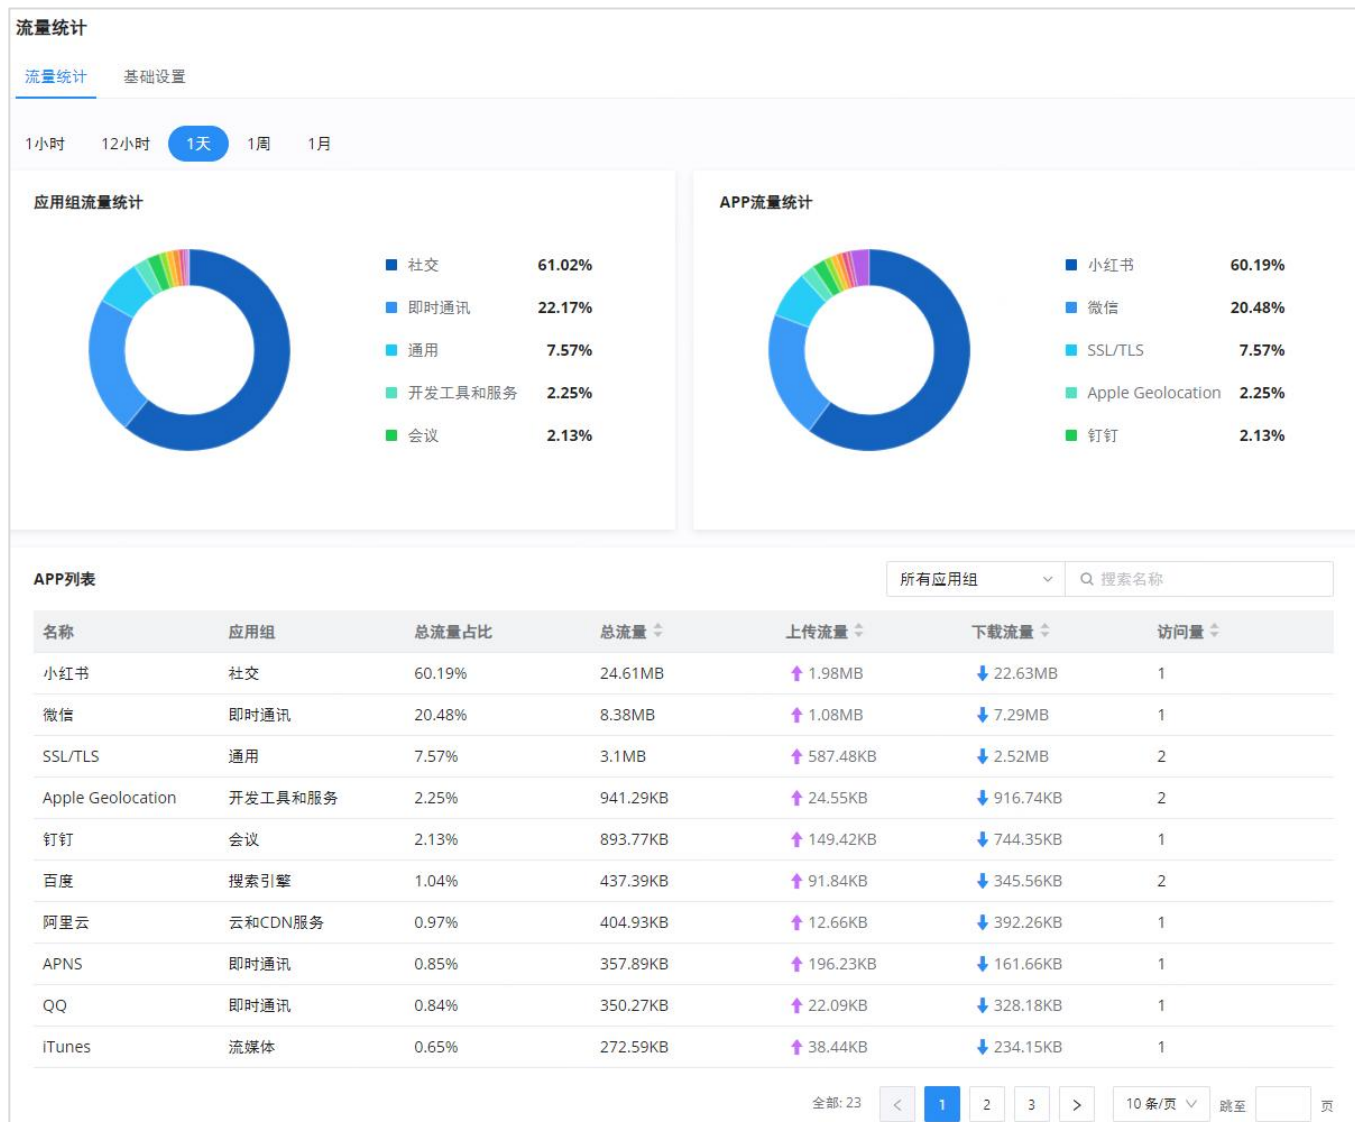 流量统计
流量统计 基础设置
1小时 12小时 1天 1周 1月
应用组流量统计
社交 61.02%
即时通讯 22.17%
通用 7.57%
开发工具和服务 2.25%
会议 2.13%
APP流量统计
小红书 60.19%
微信 20.48%
SSL/TLS 7.57%
Apple Geolocation 2.25%
钉钉 2.13%
APP列表 所有应用组 搜索名称
名称 应用组 总流量占比 总流量 上传流量 下载流量 访问量
小红书 社交 60.19% 24.61MB 1.98MB 22.63MB 1
微信 即时通讯 20.48% 8.38MB 1.08MB 7.29MB 1
SSL/TLS 通用 7.57% 3.1MB 587.48KB 2.52MB 2
Apple Geolocation 开发工具和服务 2.25% 941.29KB 24.55KB 916.74KB 2
钉钉 会议 2.13% 893.77KB 149.42KB 744.35KB 1
百度 搜索引擎 1.04% 437.39KB 91.84KB 345.56KB 2
阿里云 云和CDN服务 0.97% 404.93KB 12.66KB 392.26KB 1
APNS 即时通讯 0.85% 357.89KB 196.23KB 161.66KB 1
QQ 即时通讯 0.84% 350.27KB 22.09KB 328.18KB 1
iTunes 流媒体 0.65% 272.59KB 38.44KB 234.15KB 1
全部: 23 < 1 2 3 > 10 条/页 跳至 页